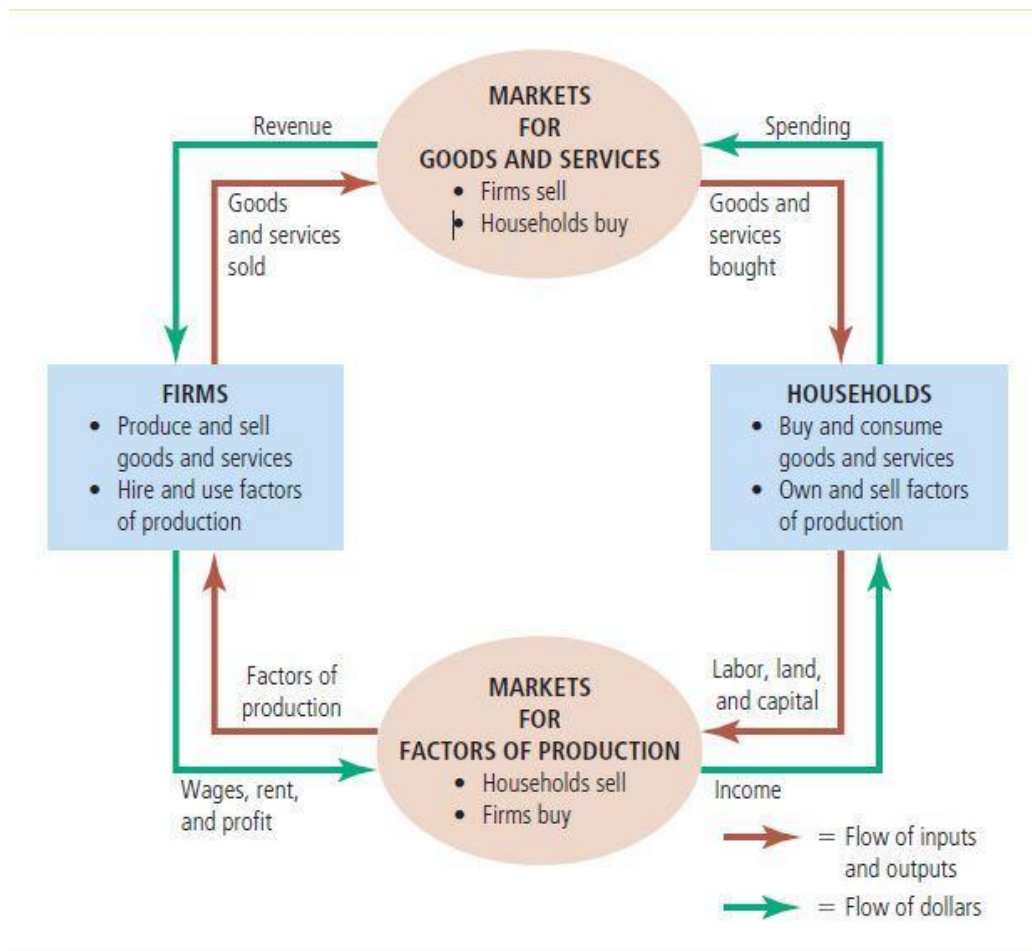 MARKETS
FOR
GOODS AND SERVICES
• Firms sell
• Households buy
Revenue
Spending
Goods
and services
sold
Goods and
services
bought
FIRMS
• Produce and sell
goods and services
• Hire and use factors
of production
HOUSEHOLDS
• Buy and consume
goods and services
• Own and sell factors
of production
Factors of
production
Labor, land,
and capital
MARKETS
FOR
FACTORS OF PRODUCTION
• Households sell
• Firms buy
Wages, rent,
and profit
Income
= Flow of inputs
and outputs
= Flow of dollars